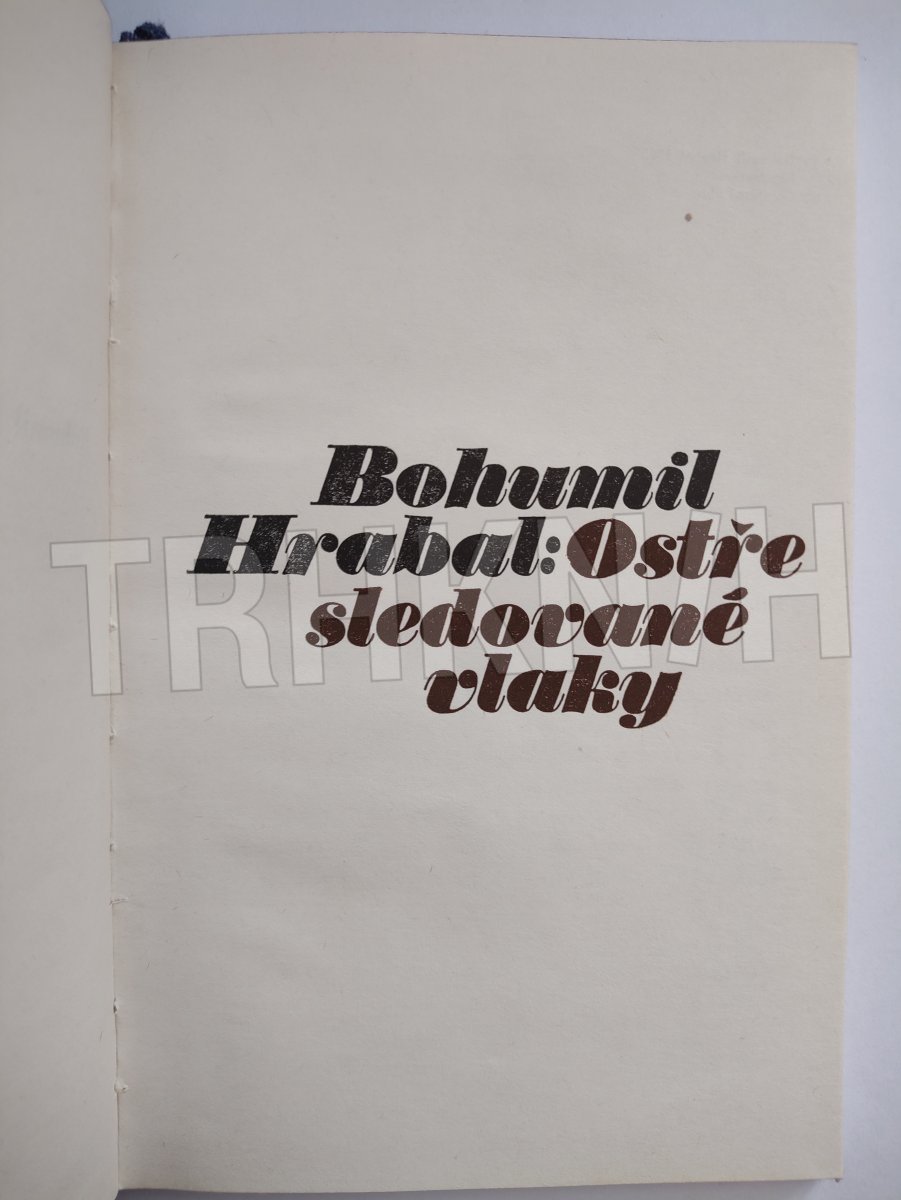 Bohumil
Hrabal: Ostře
sledované
vlaky
TRHKNIH